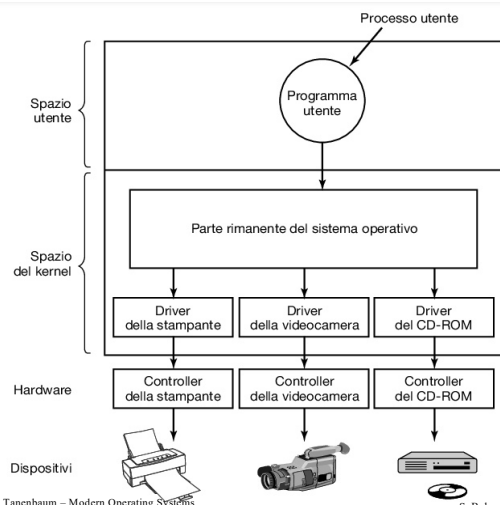 Processo utente
Spazio
utente
Programma
utente
Spazio
del kernel
Parte rimanente del sistema operativo
Driver
della stampante
Driver
della videocamera
Driver
del CD-ROM
Hardware
Controller
della stampante
Controller
della videocamera
Controller
del CD-ROM
Dispositivi
Tanenbaum – Modern Operating Systems